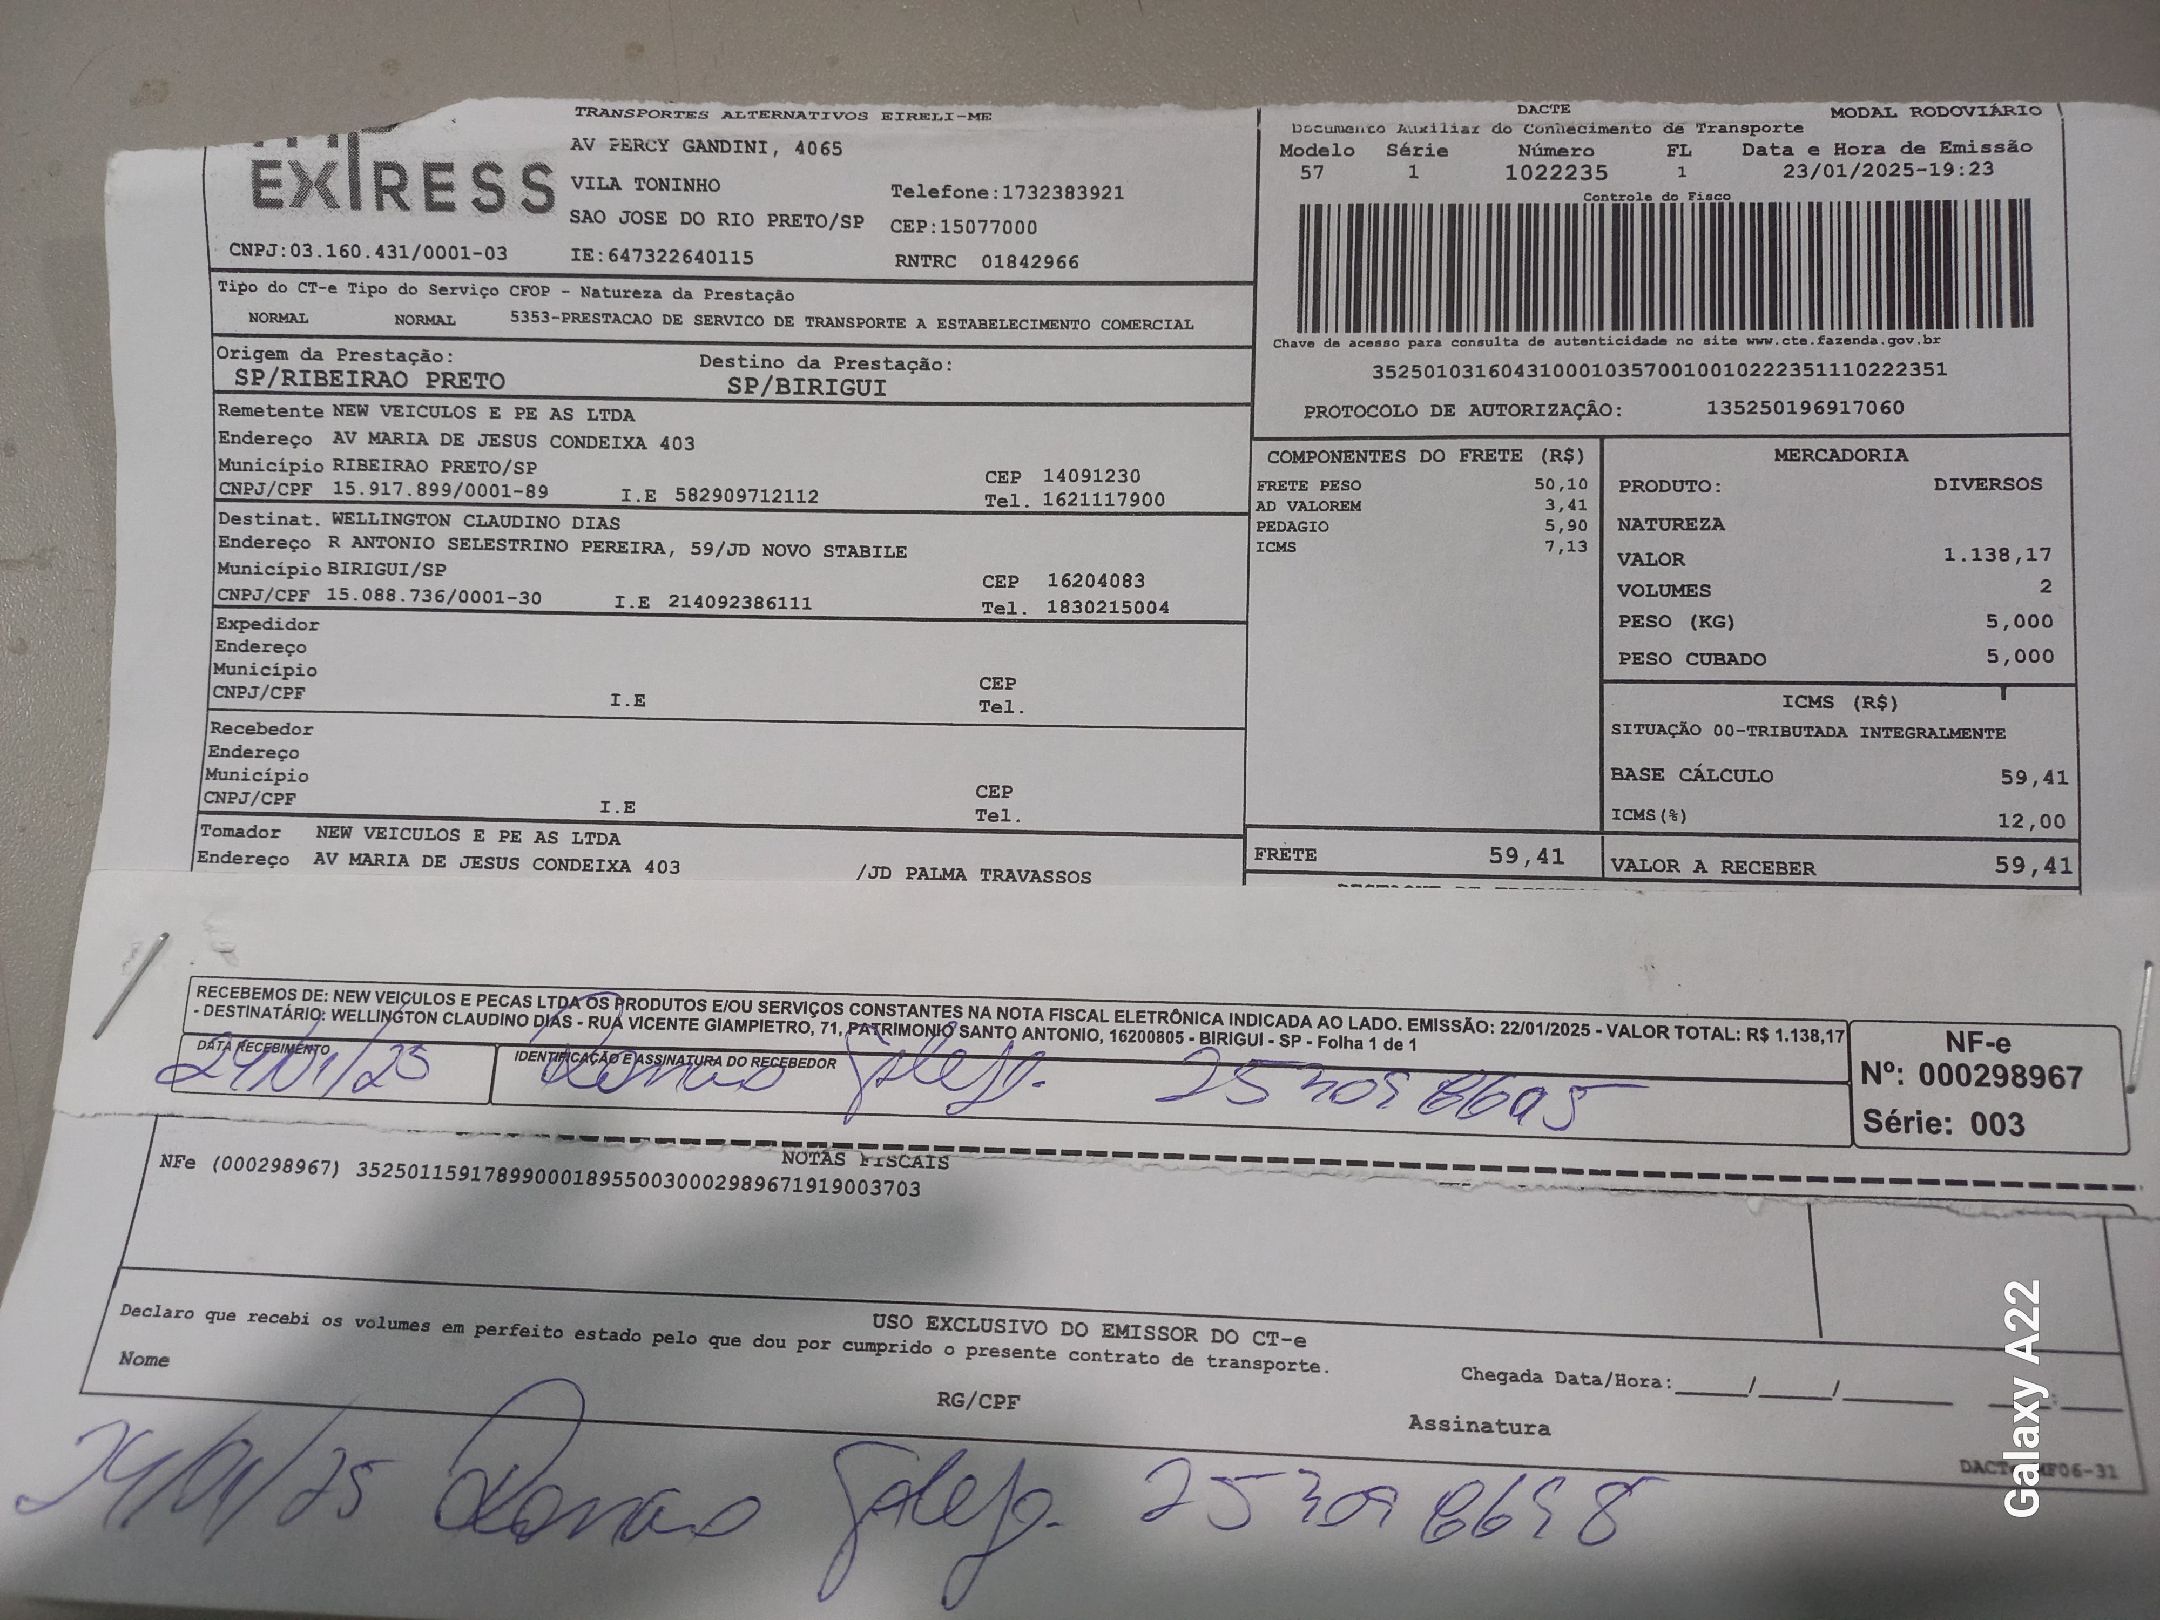 TRANSPORTES ALTERNATIVOS EIRELI-ME
EXPRESS
AV PERCY GANDINI, 4065
VILA TONINHO Telefone:1732383921
SAO JOSE DO RIO PRETO/SP CEP:15077000
CNPJ:03.160.431/0001-03 IE:647322640115 RNTRC 01842966
DACTE MODAL RODOVIÁRIO
Documento Auxiliar do Conhecimento de Transporte
Modelo Série Número FL Data e Hora de Emissão
57 1 1022235 1 23/01/2025-19:23
Controle do Fisco
Chave de acesso para consulta de autenticidade no site www.cte.fazenda.gov.br
35250103160431000103570010010222351110222351
PROTOCOLO DE AUTORIZAÇÃO: 135250196917060
Tipo do CT-e Tipo do Serviço CFOP - Natureza da Prestação
NORMAL NORMAL 5353-PRESTACAO DE SERVICO DE TRANSPORTE A ESTABELECIMENTO COMERCIAL
Origem da Prestação: Destino da Prestação:
SP/RIBEIRAO PRETO SP/BIRIGUI
Remetente NEW VEICULOS E PE AS LTDA
Endereço AV MARIA DE JESUS CONDEIXA 403
Município RIBEIRAO PRETO/SP CEP 14091230
CNPJ/CPF 15.917.899/0001-89 I.E 582909712112 Tel. 1621117900
Destinat. WELLINGTON CLAUDINO DIAS
Endereço R ANTONIO SELESTRINO PEREIRA, 59/JD NOVO STABILE
Município BIRIGUI/SP CEP 16204083
CNPJ/CPF 15.088.736/0001-30 I.E 214092386111 Tel. 1830215004
Expedidor
Endereço
Município CEP
CNPJ/CPF I.E Tel.
Recebedor
Endereço
Município CEP
CNPJ/CPF I.E Tel.
Tomador NEW VEICULOS E PE AS LTDA
Endereço AV MARIA DE JESUS CONDEIXA 403 /JD PALMA TRAVASSOS
COMPONENTES DO FRETE (R$)
FRETE PESO 50,10
AD VALOREM 3,41
PEDAGIO 5,90
ICMS 7,13
FRETE 59,41
MERCADORIA
PRODUTO: DIVERSOS
NATUREZA
VALOR 1.138,17
VOLUMES 2
PESO (KG) 5,000
PESO CUBADO 5,000
ICMS (R$)
SITUAÇÃO 00-TRIBUTADA INTEGRALMENTE
BASE CÁLCULO 59,41
ICMS(%) 12,00
VALOR A RECEBER 59,41
RECEBEMOS DE: NEW VEICULOS E PECAS LTDA OS PRODUTOS E/OU SERVIÇOS CONSTANTES NA NOTA FISCAL ELETRÔNICA INDICADA AO LADO. EMISSÃO: 22/01/2025 - VALOR TOTAL: R$ 1.138,17
- DESTINATÁRIO: WELLINGTON CLAUDINO DIAS - RUA VICENTE GIAMPIETRO, 71, PATRIMONIO SANTO ANTONIO, 16200805 - BIRIGUI - SP - Folha 1 de 1
DATA RECEBIMENTO IDENTIFICAÇÃO E ASSINATURA DO RECEBEDOR
24/01/25
NF-e
Nº: 000298967
Série: 003
NOTAS FISCAIS
NFe (000298967) 35250115917899000189550030002989671919003703
USO EXCLUSIVO DO EMISSOR DO CT-e
Declaro que recebi os volumes em perfeito estado pelo que dou por cumprido o presente contrato de transporte.
Nome RG/CPF Assinatura Chegada Data/Hora:____/____/____ __:__
24/01/25
Galaxy A22